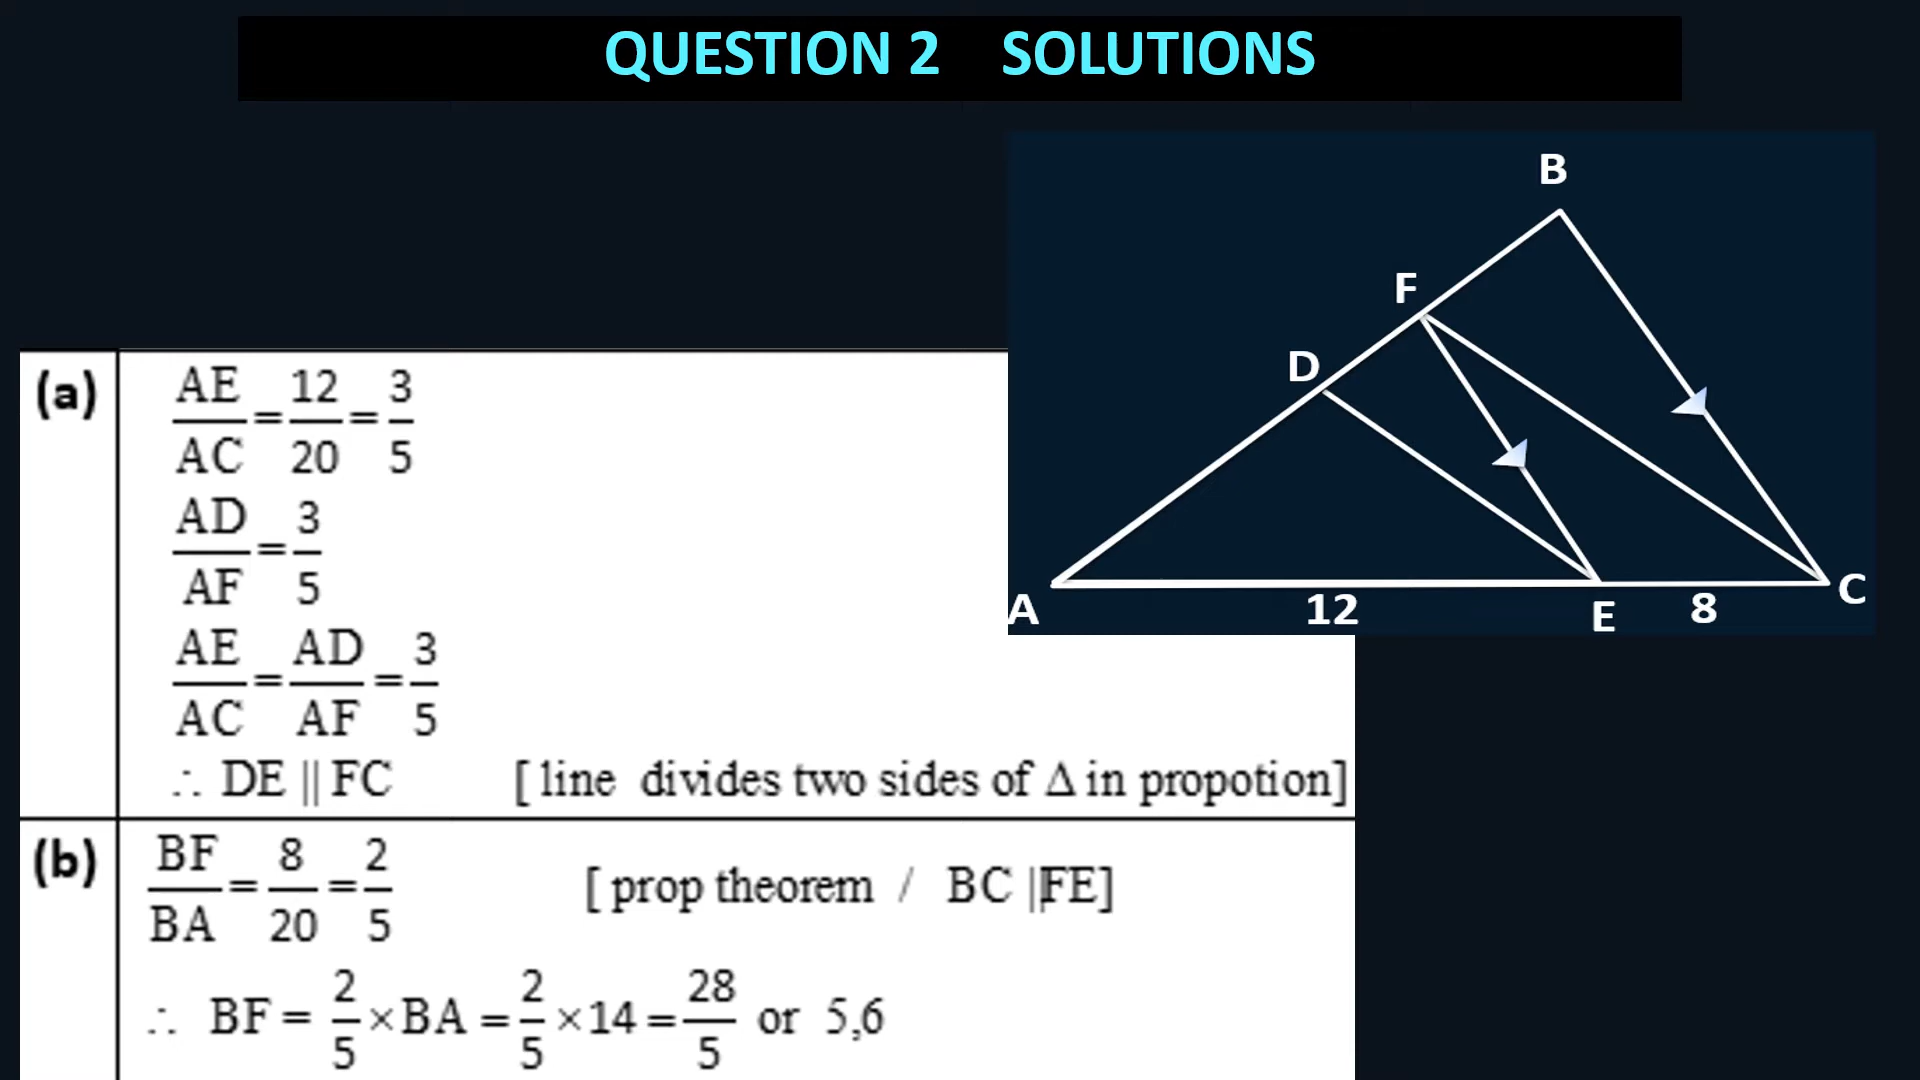 QUESTION 2 SOLUTIONS
B
F
D
A
12
E
8
C
(a)
AE/AC = 12/20 = 3/5
AD/AF = 3/5
AE/AC = AD/AF = 3/5
∴ DE || FC [ line divides two sides of Δ in propotion]
(b)
BF/BA = 8/20 = 2/5 [ prop theorem / BC ||FE]
∴ BF = 2/5 × BA = 2/5 × 14 = 28/5 or 5,6